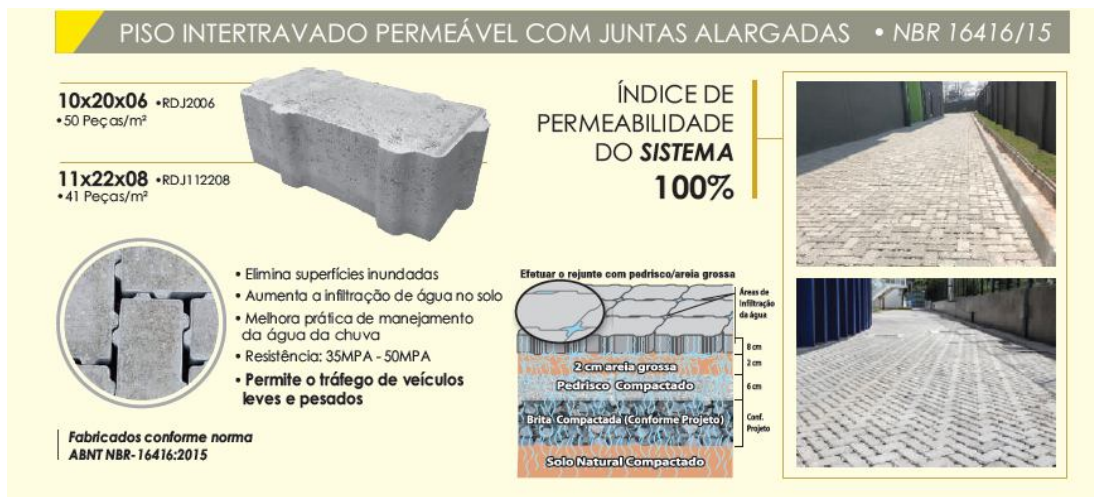 PISO INTERTRAVADO PERMEÁVEL COM JUNTAS ALARGADAS • NBR 16416/15
10x20x06 •RDJ2006
•50 Peças/m²
11x22x08 •RDJ112208
•41 Peças/m²
ÍNDICE DE
PERMEABILIDADE
DO SISTEMA
100%
• Elimina superfícies inundadas
• Aumenta a infiltração de água no solo
• Melhora prática de manejamento
da água da chuva
• Resistência: 35MPA - 50MPA
• Permite o tráfego de veículos
leves e pesados
Fabricados conforme norma
ABNT NBR-16416:2015
Efetuar o rejunte com pedrisco/areia grossa
Áreas de
Infiltração
da água
8 cm
2 cm areia grossa
2 cm
Pedrisco Compactado
6 cm
Brita Compactada (Conforme Projeto)
Conf.
Projeto
Solo Natural Compactado